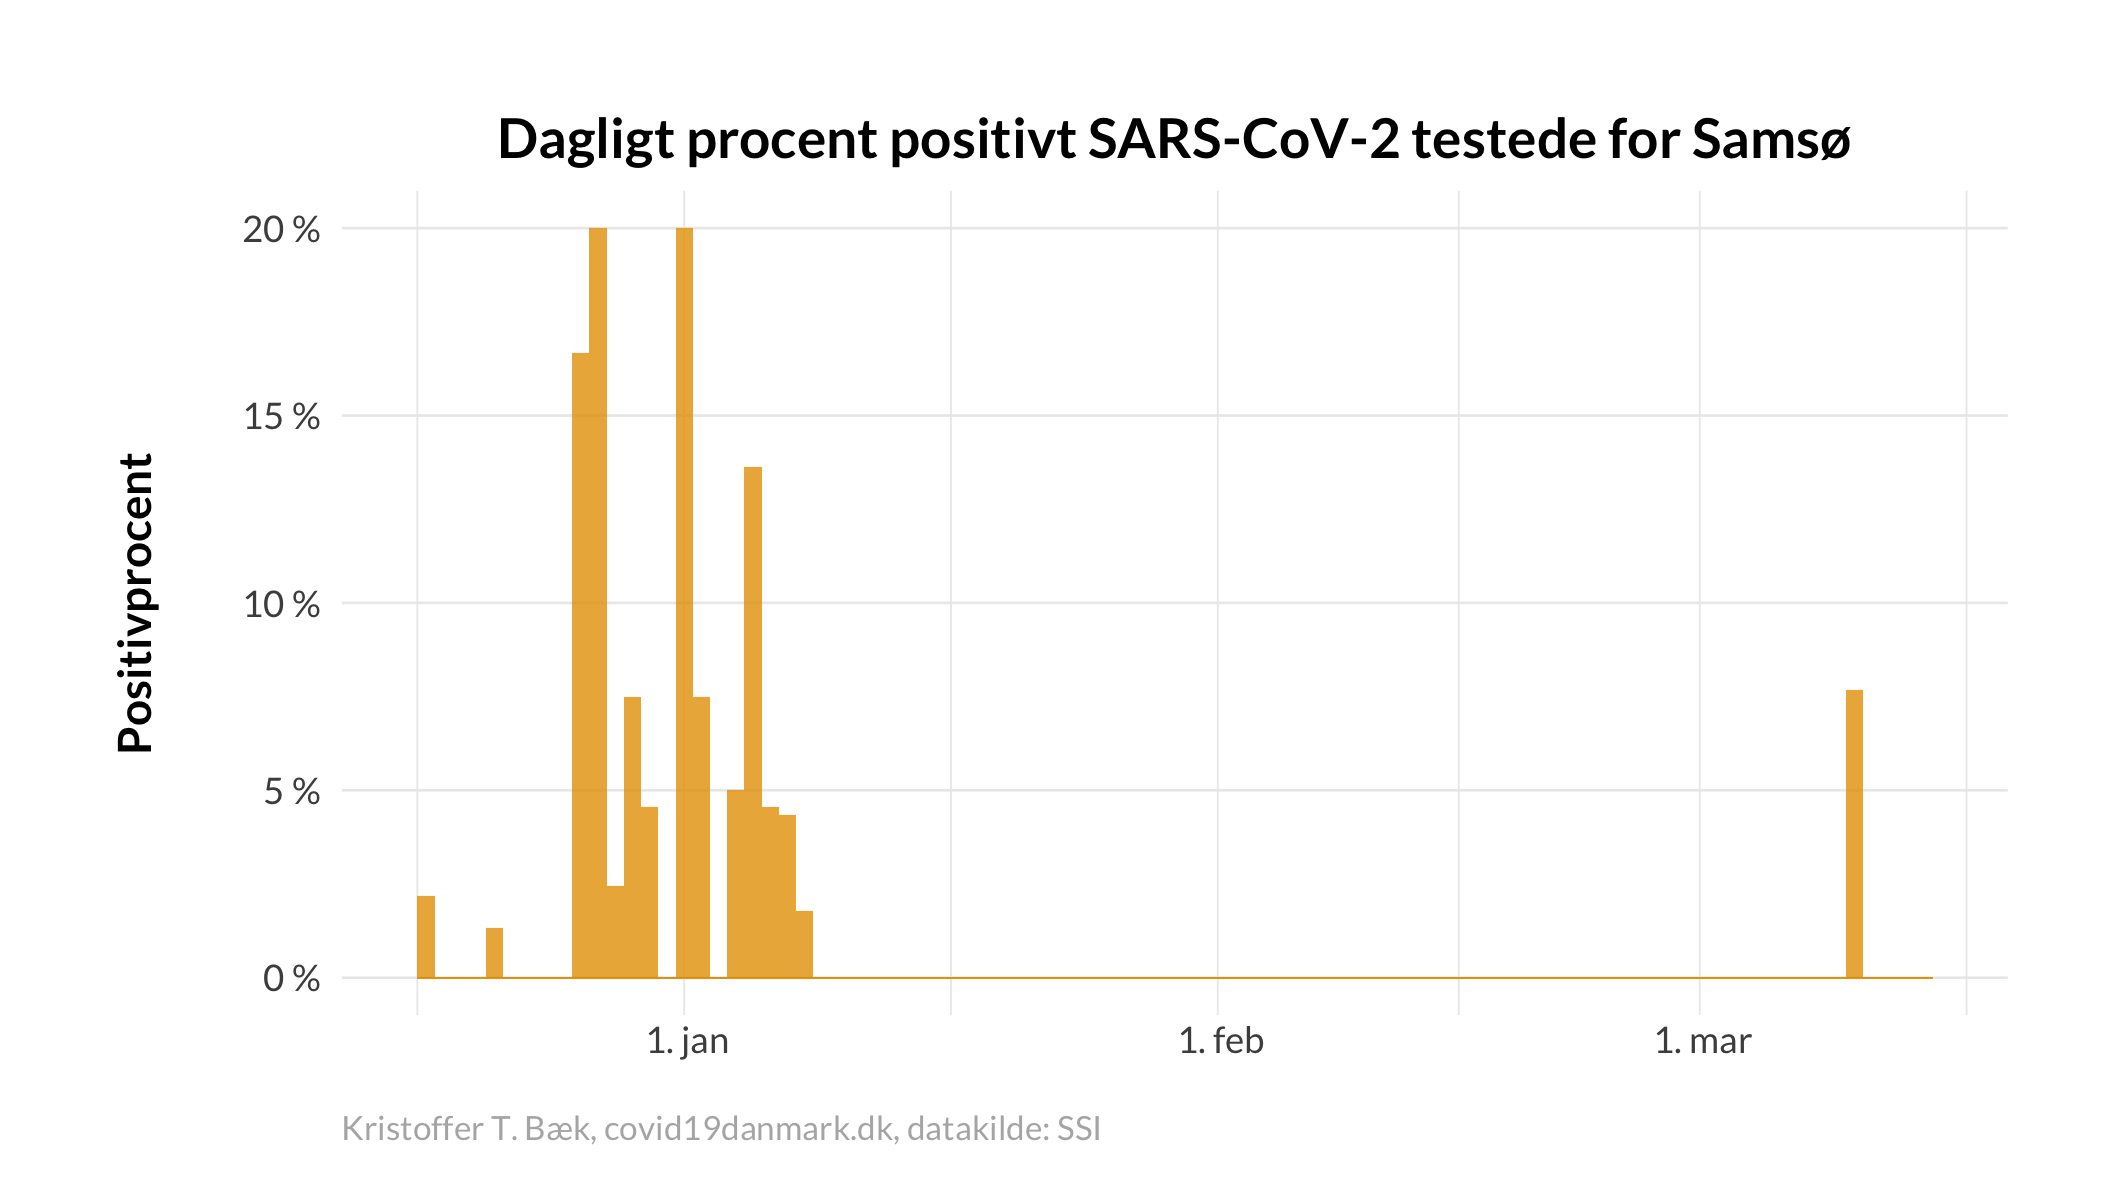 Dagligt procent positivt SARS-CoV-2 testede for Samsø
Positivprocent
20 %
15 %
10 %
5 %
0 %
1. jan
1. feb
1. mar
Kristoffer T. Bæk, covid19danmark.dk, datakilde: SSI